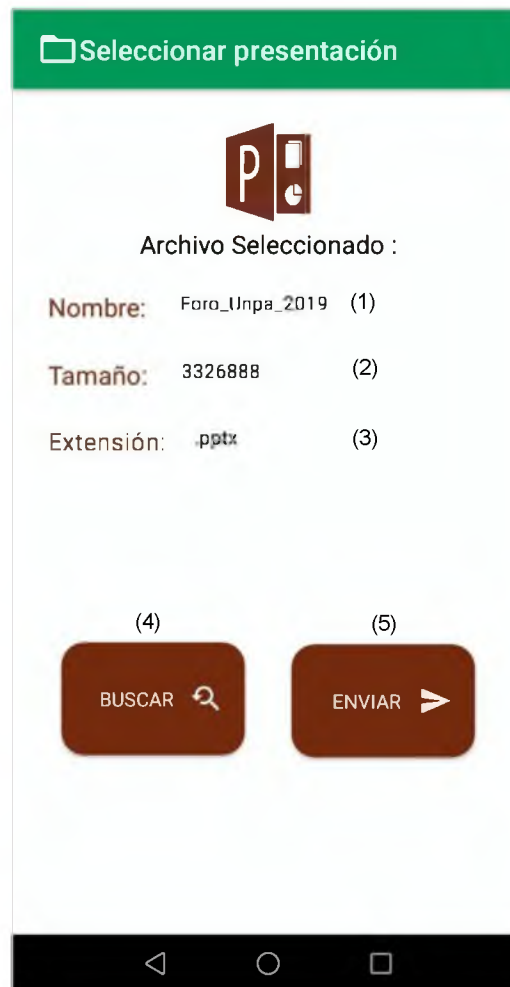 Seleccionar presentación
P
Archivo Seleccionado :
Nombre: Foro_Unpa_2019 (1)
Tamaño: 3326888 (2)
Extensión: .pptx (3)
(4) (5)
BUSCAR ENVIAR